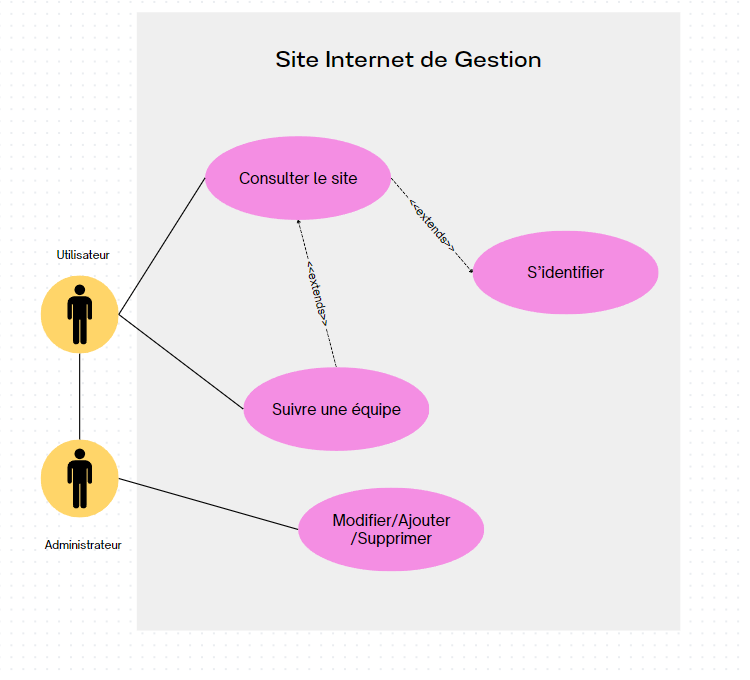 Site Internet de Gestion
Consulter le site
<<extends>>
Utilisateur
S'identifier
<<extends>>
Suivre une équipe
Modifier/Ajouter
/Supprimer
Administrateur